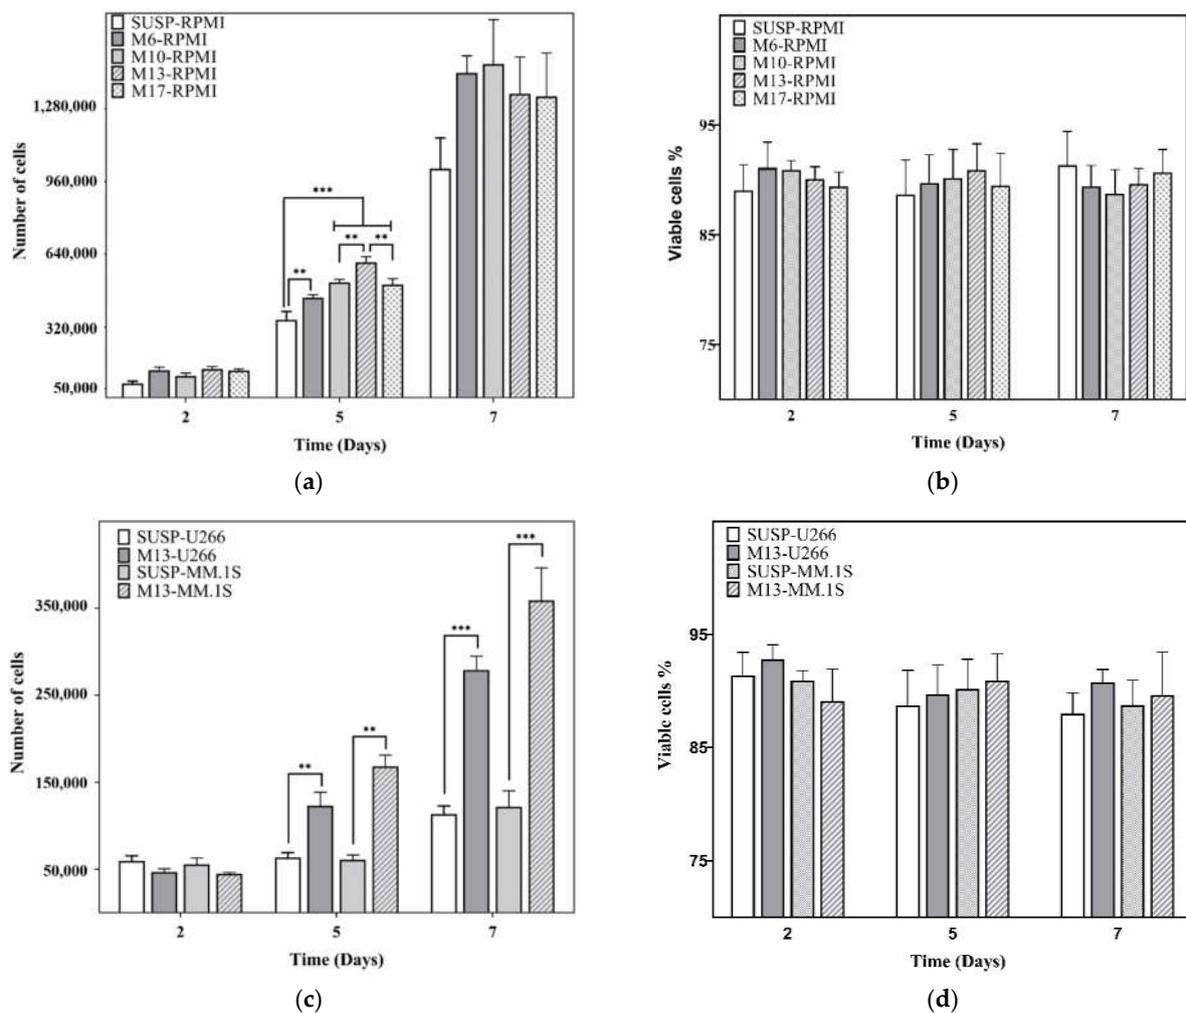 SUSP-RPMI
M6-RPMI
M10-RPMI
M13-RPMI
M17-RPMI
Number of cells
1,280,000
960,000
640,000
320,000
50,000
***
**
**
**
2 5 7
Time (Days)
(a)
SUSP-RPMI
M6-RPMI
M10-RPMI
M13-RPMI
M17-RPMI
Viable cells %
95
85
75
2 5 7
Time (Days)
(b)
SUSP-U266
M13-U266
SUSP-MM.1S
M13-MM.1S
Number of cells
350,000
250,000
150,000
50,000
**
**
***
***
2 5 7
Time (Days)
(c)
SUSP-U266
M13-U266
SUSP-MM.1S
M13-MM.1S
Viable cells %
95
85
75
2 5 7
Time (Days)
(d)